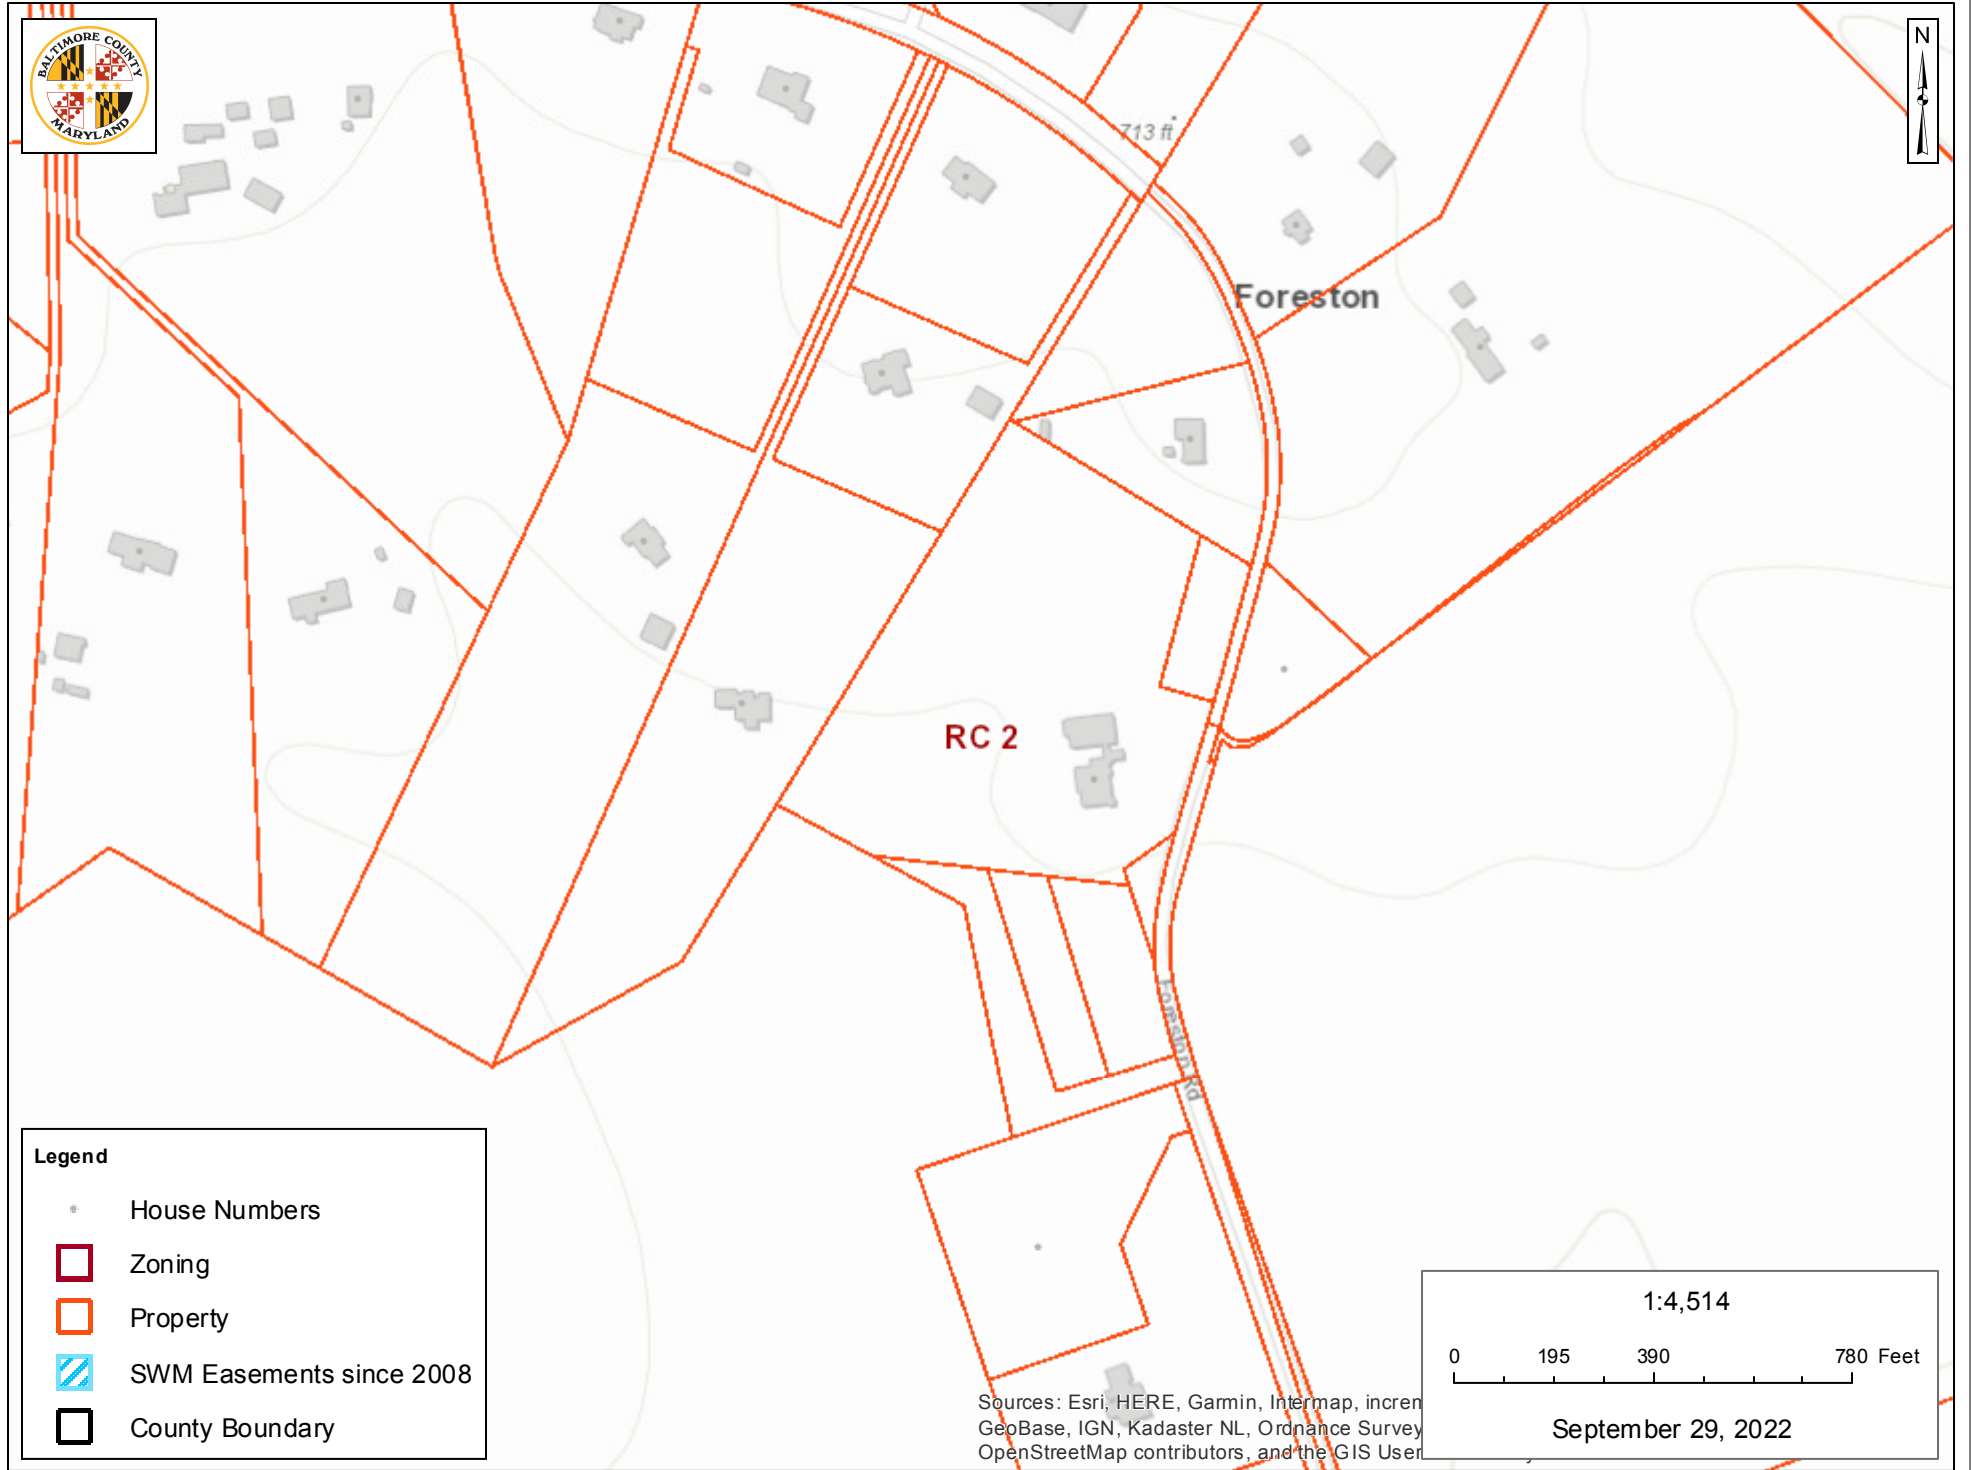 BALTIMORE COUNTY
MARYLAND
N
713 ft
Foreston
RC 2
Foreston Rd
Legend
House Numbers
Zoning
Property
SWM Easements since 2008
County Boundary
1:4,514
0 195 390 780 Feet
September 29, 2022
Sources: Esri, HERE, Garmin, Intermap, increm
GeoBase, IGN, Kadaster NL, Ordnance Survey
OpenStreetMap contributors, and the GIS User